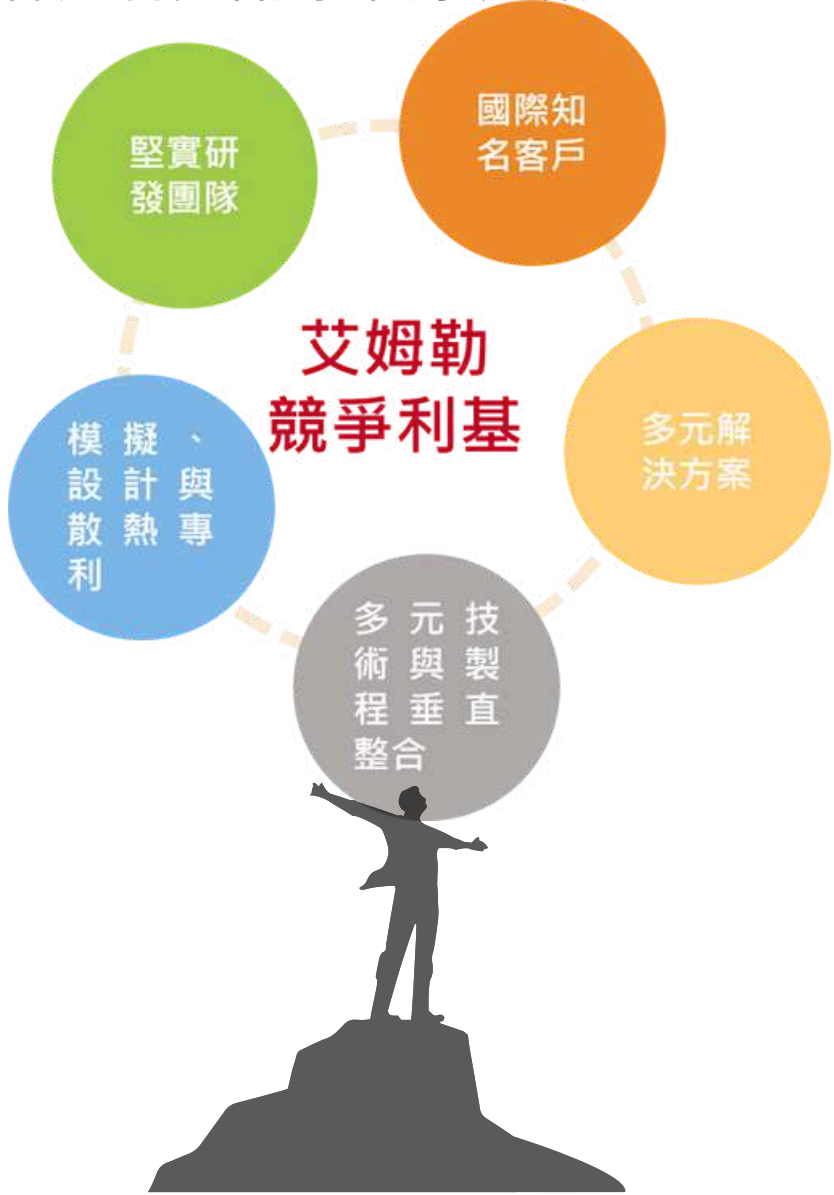 堅實研
發團隊
國際知
名客戶
艾姆勒
競爭利基
多元解
決方案
模擬、
設計與
散熱專
利
多元技
術與製
程垂直
整合